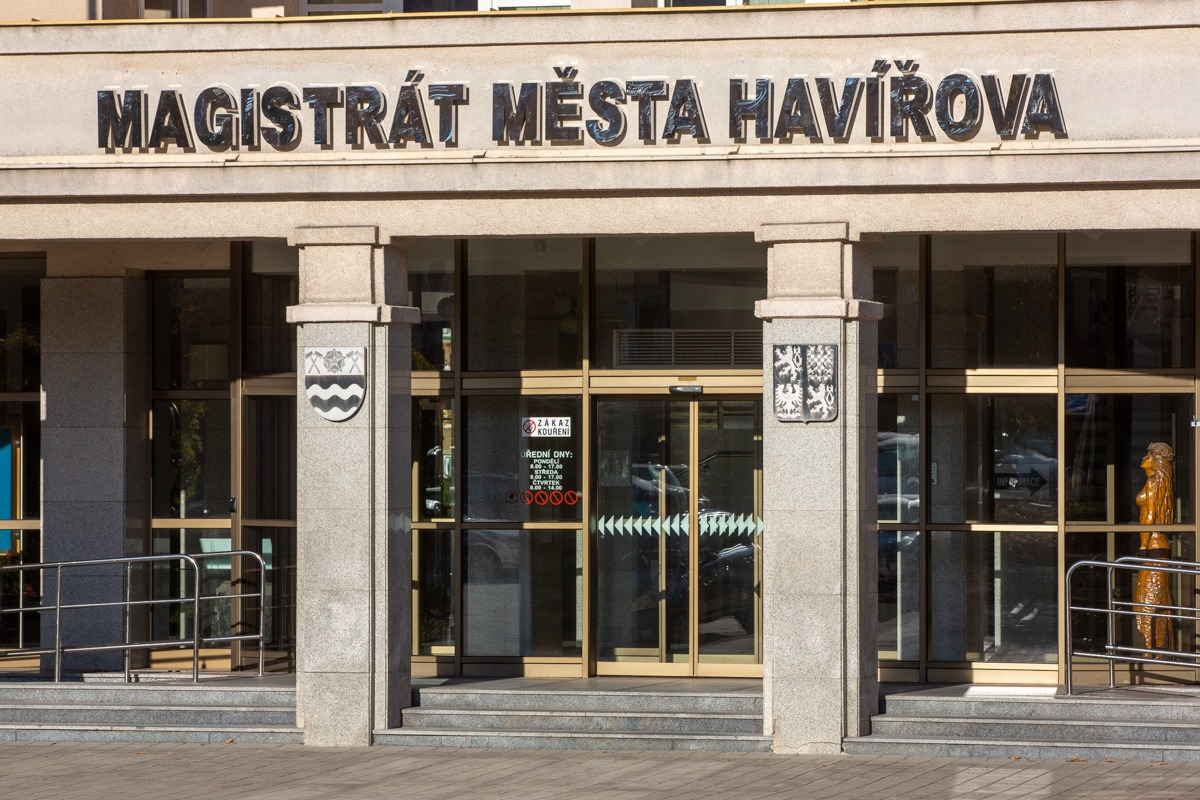 MAGISTRÁT MĚSTA HAVÍŘOVA
ZÁKAZ
KOUŘENÍ
ÚŘEDNÍ DNY:
PONDĚLÍ
8.00 - 17.00
STŘEDA
8.00 - 17.00
ČTVRTEK
8.00 - 14.00
INFORMACE